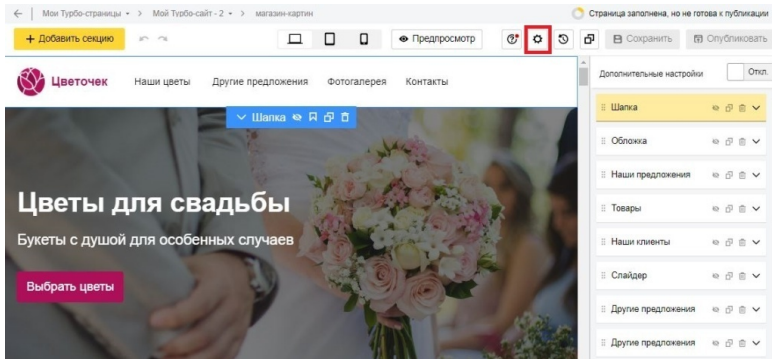 Мои Турбо-страницы > Мой Турбо-сайт - 2 > магазин-картин
Страница заполнена, но не готова к публикации
+ Добавить секцию
Предпросмотр
Сохранить
Опубликовать
Цветочек
Наши цветы
Другие предложения
Фотогалерея
Контакты
Дополнительные настройки
Откл.
Шапка
Цветы для свадьбы
Букеты с душой для особенных случаев
Выбрать цветы
Шапка
Обложка
Наши предложения
Товары
Наши клиенты
Слайдер
Другие предложения
Другие предложения